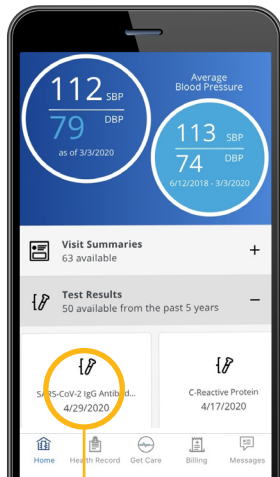 112 SBP
79 DBP
as of 3/3/2020
Average
Blood Pressure
113 SBP
74 DBP
6/12/2018 - 3/3/2020
Visit Summaries
63 available
+
Test Results
50 available from the past 5 years
−
SARS-CoV-2 IgG Antibod...
4/29/2020
C-Reactive Protein
4/17/2020
Home
Health Record
Get Care
Billing
Messages